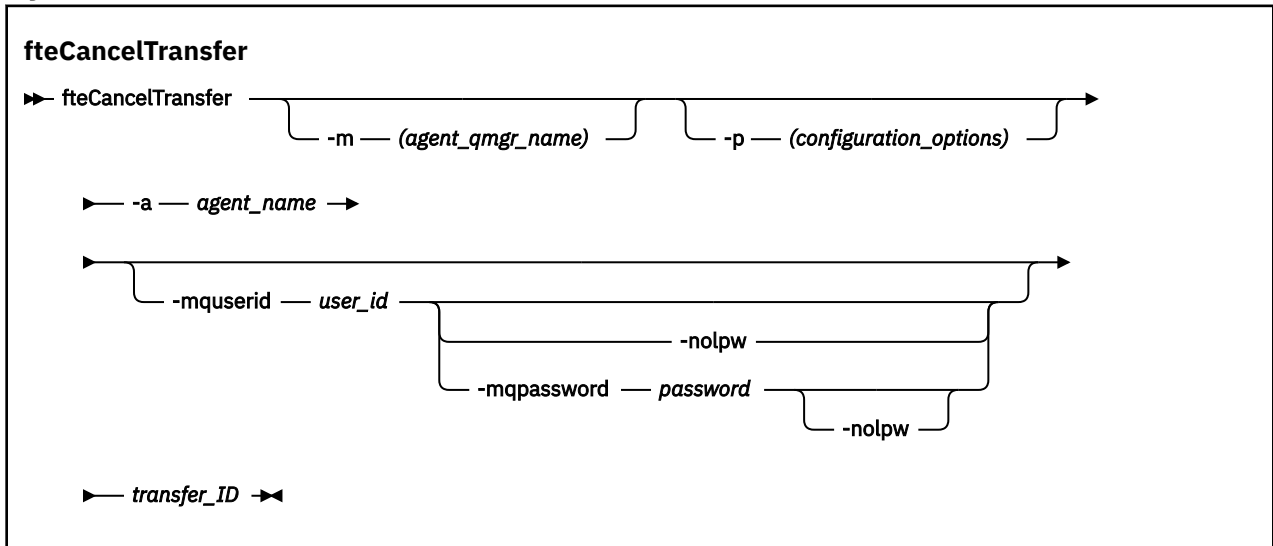 fteCancelTransfer
fteCancelTransfer
-m (agent_qmgr_name) -p (configuration_options)
-a agent_name
-mquserid user_id
-nolpw
-mqpassword password
-nolpw
transfer_ID